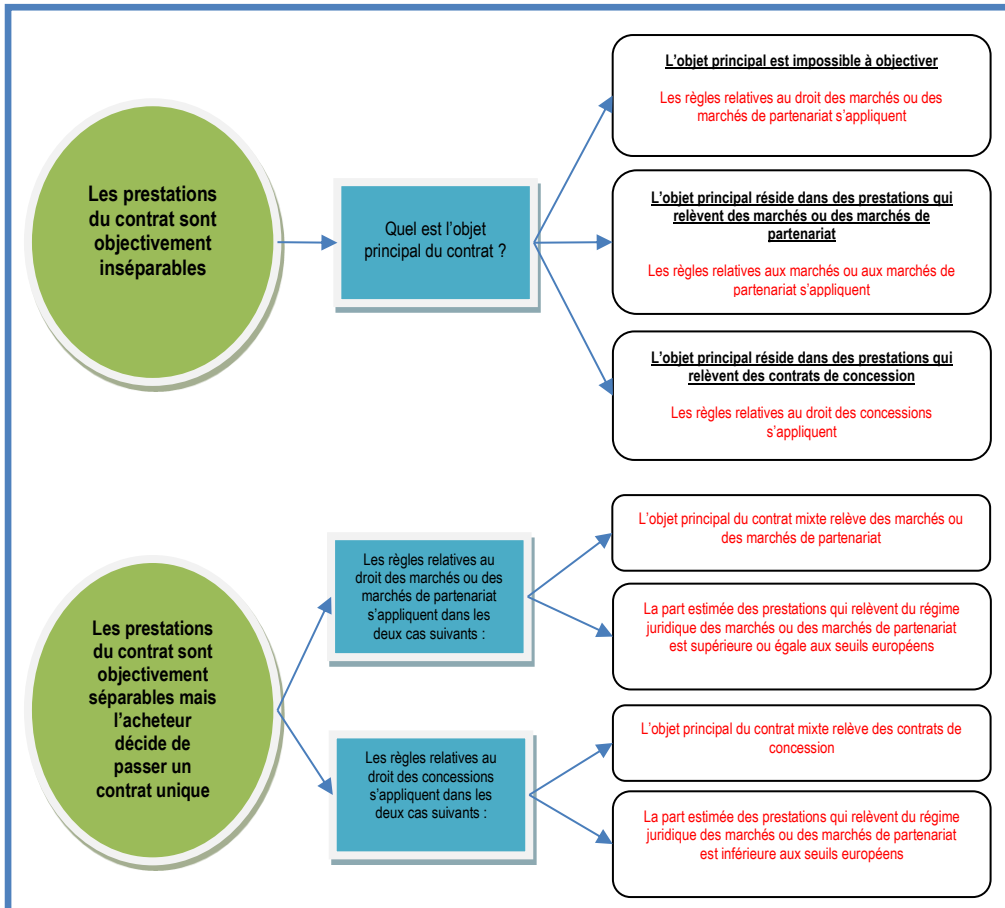 Les prestations
du contrat sont
objectivement
inséparables
Quel est l’objet
principal du contrat ?
L’objet principal est impossible à objectiver
Les règles relatives au droit des marchés ou des
marchés de partenariat s’appliquent
L’objet principal réside dans des prestations qui
relèvent des marchés ou des marchés de
partenariat
Les règles relatives aux marchés ou aux marchés de
partenariat s’appliquent
L’objet principal réside dans des prestations qui
relèvent des contrats de concession
Les règles relatives au droit des concessions
s’appliquent
Les prestations
du contrat sont
objectivement
séparables mais
l’acheteur
décide de
passer un
contrat unique
Les règles relatives au
droit des marchés ou des
marchés de partenariat
s’appliquent dans les
deux cas suivants :
L’objet principal du contrat mixte relève des marchés ou
des marchés de partenariat
La part estimée des prestations qui relèvent du régime
juridique des marchés ou des marchés de partenariat
est supérieure ou égale aux seuils européens
Les règles relatives au
droit des concessions
s’appliquent dans les
deux cas suivants :
L’objet principal du contrat mixte relève des contrats de
concession
La part estimée des prestations qui relèvent du régime
juridique des marchés ou des marchés de partenariat
est inférieure aux seuils européens